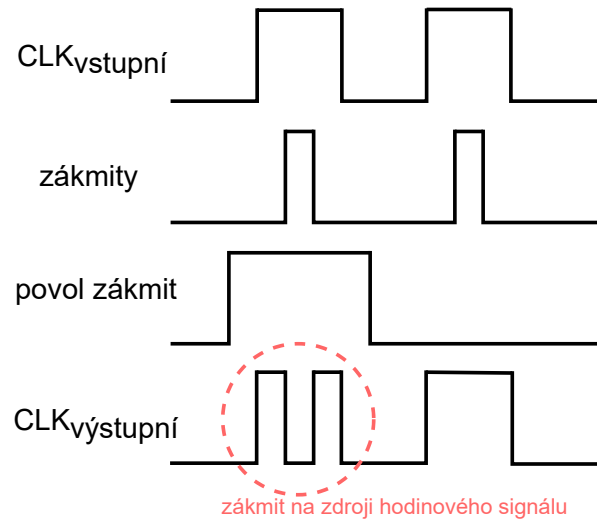 CLKvstupní
zákmity
povol zákmit
CLKvýstupní
zákmit na zdroji hodinového signálu